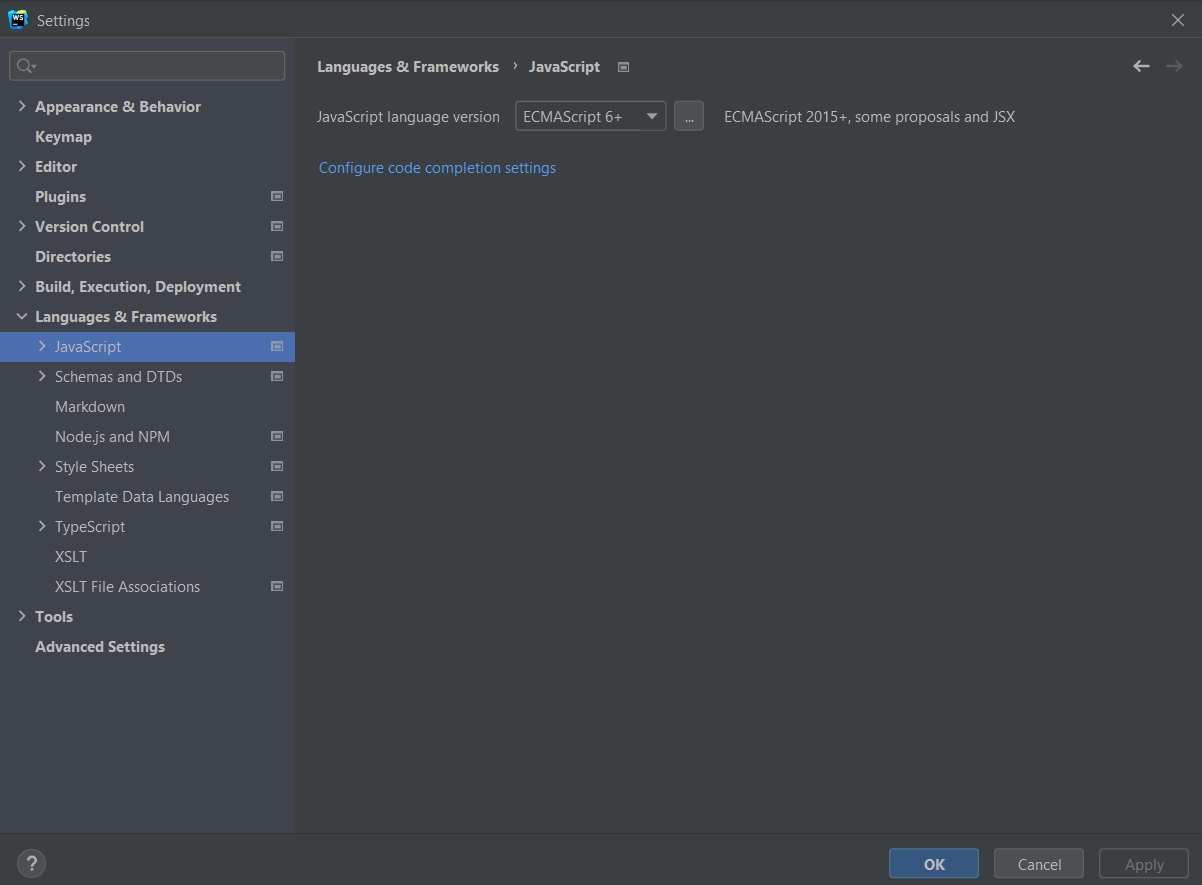 WS Settings
Appearance & Behavior
Keymap
Editor
Plugins
Version Control
Directories
Build, Execution, Deployment
Languages & Frameworks
JavaScript
Schemas and DTDs
Markdown
Node.js and NPM
Style Sheets
Template Data Languages
TypeScript
XSLT
XSLT File Associations
Tools
Advanced Settings
Languages & Frameworks › JavaScript
JavaScript language version ECMAScript 6+ ... ECMAScript 2015+, some proposals and JSX
Configure code completion settings
? OK Cancel Apply